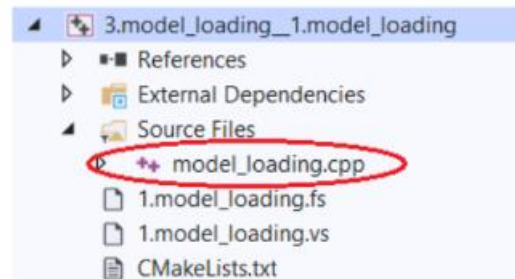 3.model_loading__1.model_loading
References
External Dependencies
Source Files
model_loading.cpp
1.model_loading.fs
1.model_loading.vs
CMakeLists.txt